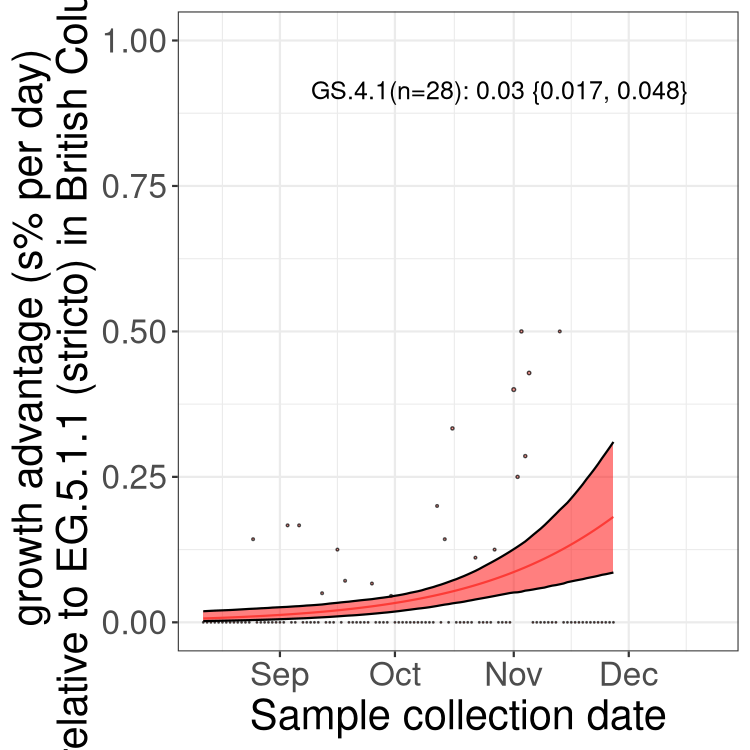 growth advantage (s% per day)
relative to EG.5.1.1 (stricto) in British Colu
1.00
0.75
0.50
0.25
0.00
GS.4.1(n=28): 0.03 {0.017, 0.048}
Sep Oct Nov Dec
Sample collection date